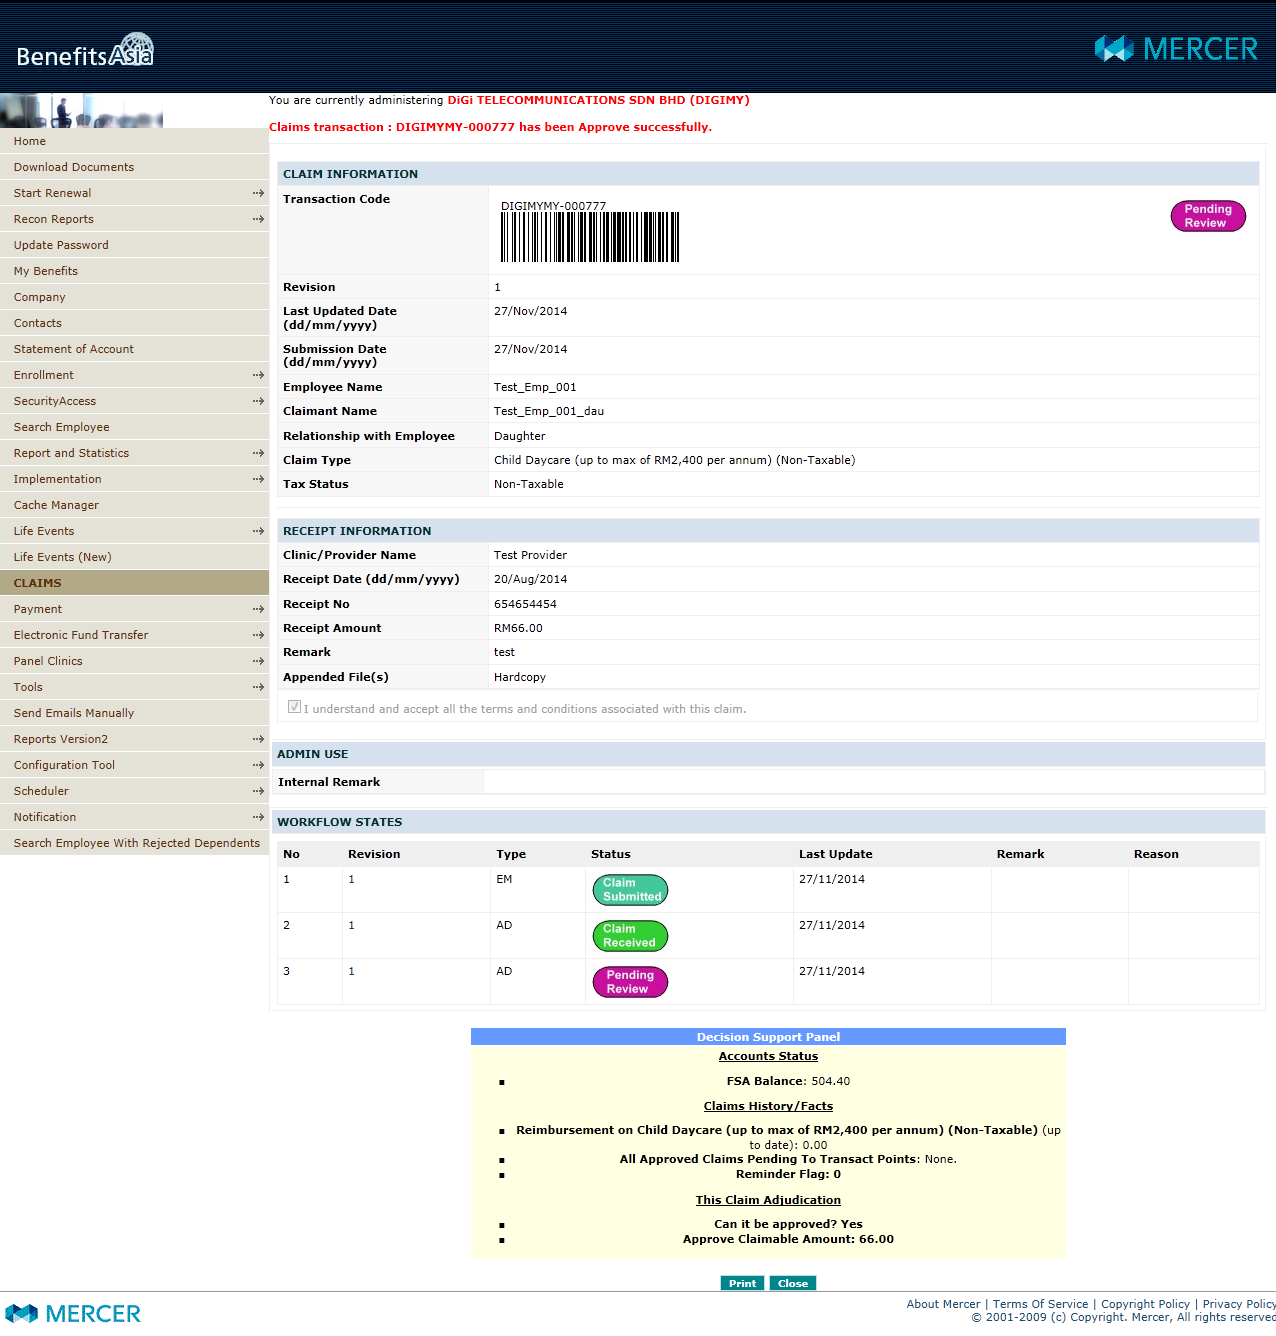 BenefitsAsia
MERCER
You are currently administering DiGi TELECOMMUNICATIONS SDN BHD (DIGIMY)
Claims transaction : DIGIMYMY-000777 has been Approve successfully.
Home
Download Documents
Start Renewal
Recon Reports
Update Password
My Benefits
Company
Contacts
Statement of Account
Enrollment
SecurityAccess
Search Employee
Report and Statistics
Implementation
Cache Manager
Life Events
Life Events (New)
CLAIMS
Payment
Electronic Fund Transfer
Panel Clinics
Tools
Send Emails Manually
Reports Version2
Configuration Tool
Scheduler
Notification
Search Employee With Rejected Dependents
CLAIM INFORMATION
Transaction Code
DIGIMYMY-000777
Pending
Review
Revision 1
Last Updated Date 27/Nov/2014
(dd/mm/yyyy)
Submission Date 27/Nov/2014
(dd/mm/yyyy)
Employee Name Test_Emp_001
Claimant Name Test_Emp_001_dau
Relationship with Employee Daughter
Claim Type Child Daycare (up to max of RM2,400 per annum) (Non-Taxable)
Tax Status Non-Taxable
RECEIPT INFORMATION
Clinic/Provider Name Test Provider
Receipt Date (dd/mm/yyyy) 20/Aug/2014
Receipt No 654654454
Receipt Amount RM66.00
Remark test
Appended File(s) Hardcopy
I understand and accept all the terms and conditions associated with this claim.
ADMIN USE
Internal Remark
WORKFLOW STATES
No Revision Type Status Last Update Remark Reason
1 1 EM Claim Submitted 27/11/2014
2 1 AD Claim Received 27/11/2014
3 1 AD Pending Review 27/11/2014
Decision Support Panel
Accounts Status
FSA Balance: 504.40
Claims History/Facts
Reimbursement on Child Daycare (up to max of RM2,400 per annum) (Non-Taxable) (up
to date): 0.00
All Approved Claims Pending To Transact Points: None.
Reminder Flag: 0
This Claim Adjudication
Can it be approved? Yes
Approve Claimable Amount: 66.00
Print Close
MERCER
About Mercer | Terms Of Service | Copyright Policy | Privacy Policy
© 2001-2009 (c) Copyright. Mercer, All rights reserved